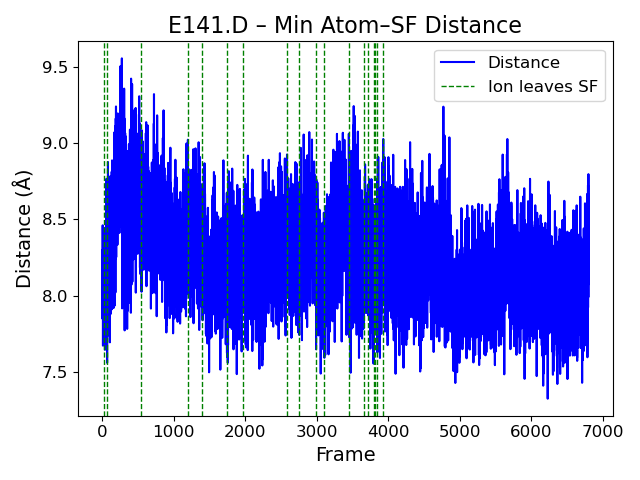 E141.D – Min Atom–SF Distance
Distance (Å)
9.5
9.0
8.5
8.0
7.5
Distance
Ion leaves SF
0
1000
2000
3000
4000
5000
6000
7000
Frame